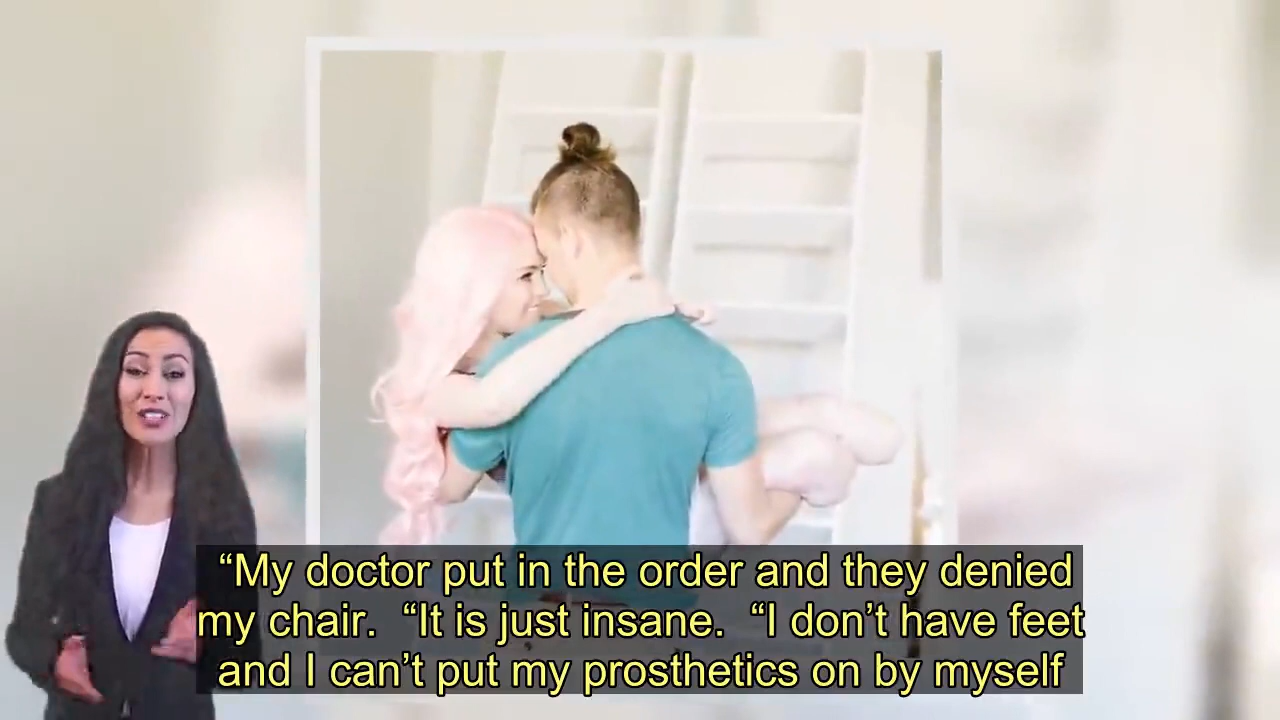 “My doctor put in the order and they denied
my chair.  “It is just insane.  “I don’t have feet
and I can’t put my prosthetics on by myself